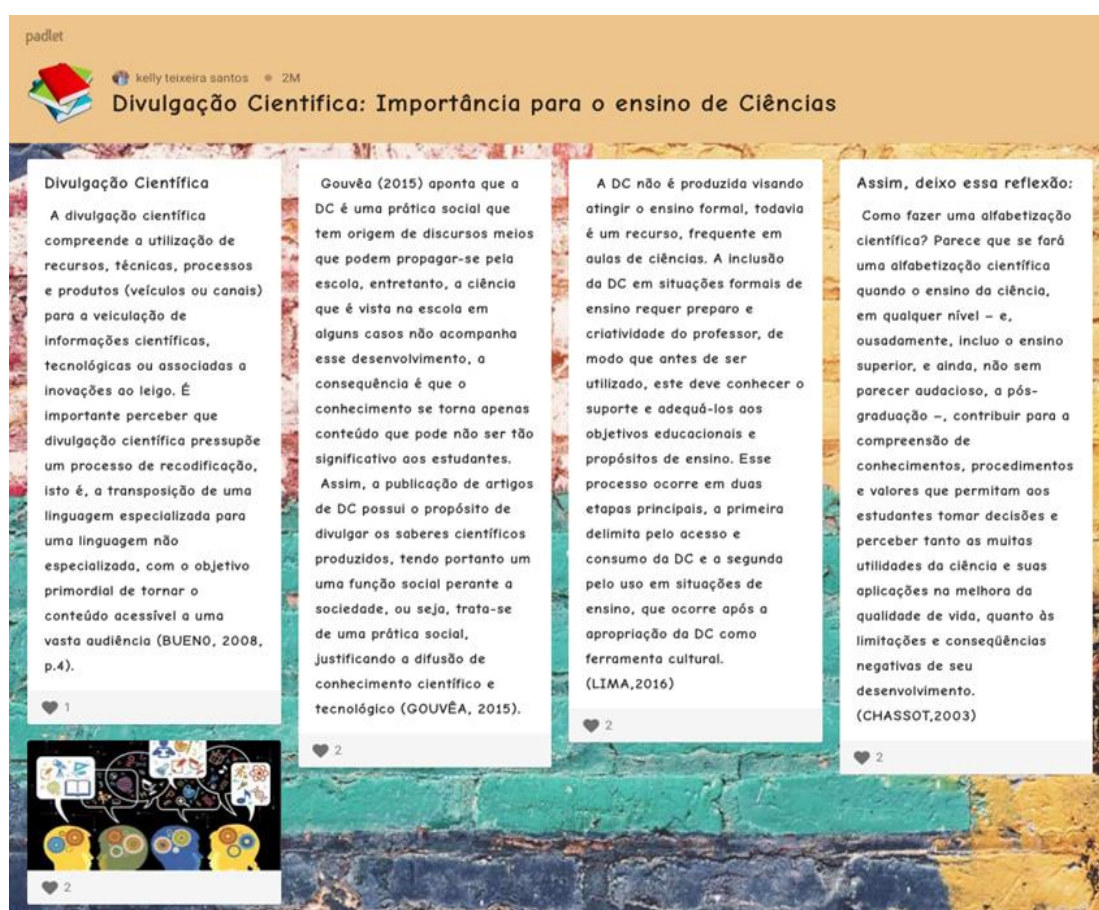 padlet
kelly teixeira santos • 2M
Divulgação Cientifica: Importância para o ensino de Ciências
Divulgação Científica
A divulgação científica
compreende a utilização de
recursos, técnicas, processos
e produtos (veículos ou canais)
para a veiculação de
informações científicas,
tecnológicas ou associadas a
inovações ao leigo. É
importante perceber que
divulgação científica pressupõe
um processo de recodificação,
isto é, a transposição de uma
linguagem especializada para
uma linguagem não
especializada, com o objetivo
primordial de tornar o
conteúdo acessível a uma
vasta audiência (BUENO, 2008,
p.4).
1
2
Gouvêa (2015) aponta que a
DC é uma prática social que
tem origem de discursos meios
que podem propagar-se pela
escola, entretanto, a ciência
que é vista na escola em
alguns casos não acompanha
esse desenvolvimento, a
consequência é que o
conhecimento se torna apenas
conteúdo que pode não ser tão
significativo aos estudantes.
Assim, a publicação de artigos
de DC possui o propósito de
divulgar os saberes científicos
produzidos, tendo portanto um
uma função social perante a
sociedade, ou seja, trata-se
de uma prática social,
justificando a difusão de
conhecimento científico e
tecnológico (GOUVÊA, 2015).
2
A DC não é produzida visando
atingir o ensino formal, todavia
é um recurso, frequente em
aulas de ciências. A inclusão
da DC em situações formais de
ensino requer preparo e
criatividade do professor, de
modo que antes de ser
utilizado, este deve conhecer o
suporte e adequá-los aos
objetivos educacionais e
propósitos de ensino. Esse
processo ocorre em duas
etapas principais, a primeira
delimita pelo acesso e
consumo da DC e a segunda
pelo uso em situações de
ensino, que ocorre após a
apropriação da DC como
ferramenta cultural.
(LIMA,2016)
2
Assim, deixo essa reflexão:
Como fazer uma alfabetização
científica? Parece que se fará
uma alfabetização científica
quando o ensino da ciência,
em qualquer nível – e,
ousadamente, incluo o ensino
superior, e ainda, não sem
parecer audacioso, a pós-
graduação –, contribuir para a
compreensão de
conhecimentos, procedimentos
e valores que permitam aos
estudantes tomar decisões e
perceber tanto as muitas
utilidades da ciência e suas
aplicações na melhora da
qualidade de vida, quanto às
limitações e conseqüências
negativas de seu
desenvolvimento.
(CHASSOT,2003)
2